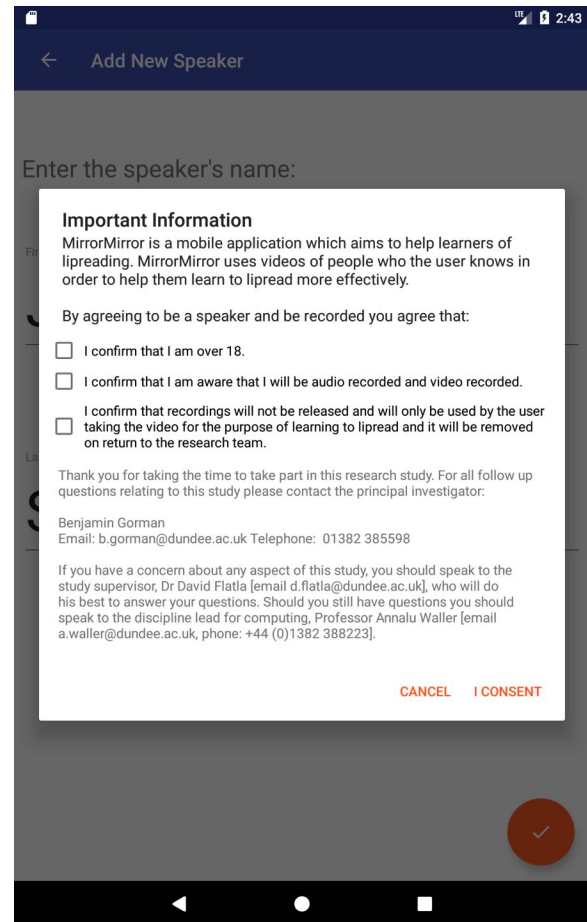 LTE 2:43
Add New Speaker
Enter the speaker's name:
Important Information
MirrorMirror is a mobile application which aims to help learners of
lipreading. MirrorMirror uses videos of people who the user knows in
order to help them learn to lipread more effectively.
By agreeing to be a speaker and be recorded you agree that:
I confirm that I am over 18.
I confirm that I am aware that I will be audio recorded and video recorded.
I confirm that recordings will not be released and will only be used by the user
taking the video for the purpose of learning to lipread and it will be removed
on return to the research team.
Thank you for taking the time to take part in this research study. For all follow up
questions relating to this study please contact the principal investigator:
Benjamin Gorman
Email: b.gorman@dundee.ac.uk Telephone: 01382 385598
If you have a concern about any aspect of this study, you should speak to the
study supervisor, Dr David Flatla [email d.flatla@dundee.ac.uk], who will do
his best to answer your questions. Should you still have questions you should
speak to the discipline lead for computing, Professor Annalu Waller [email
a.waller@dundee.ac.uk, phone: +44 (0)1382 388223].
CANCEL I CONSENT